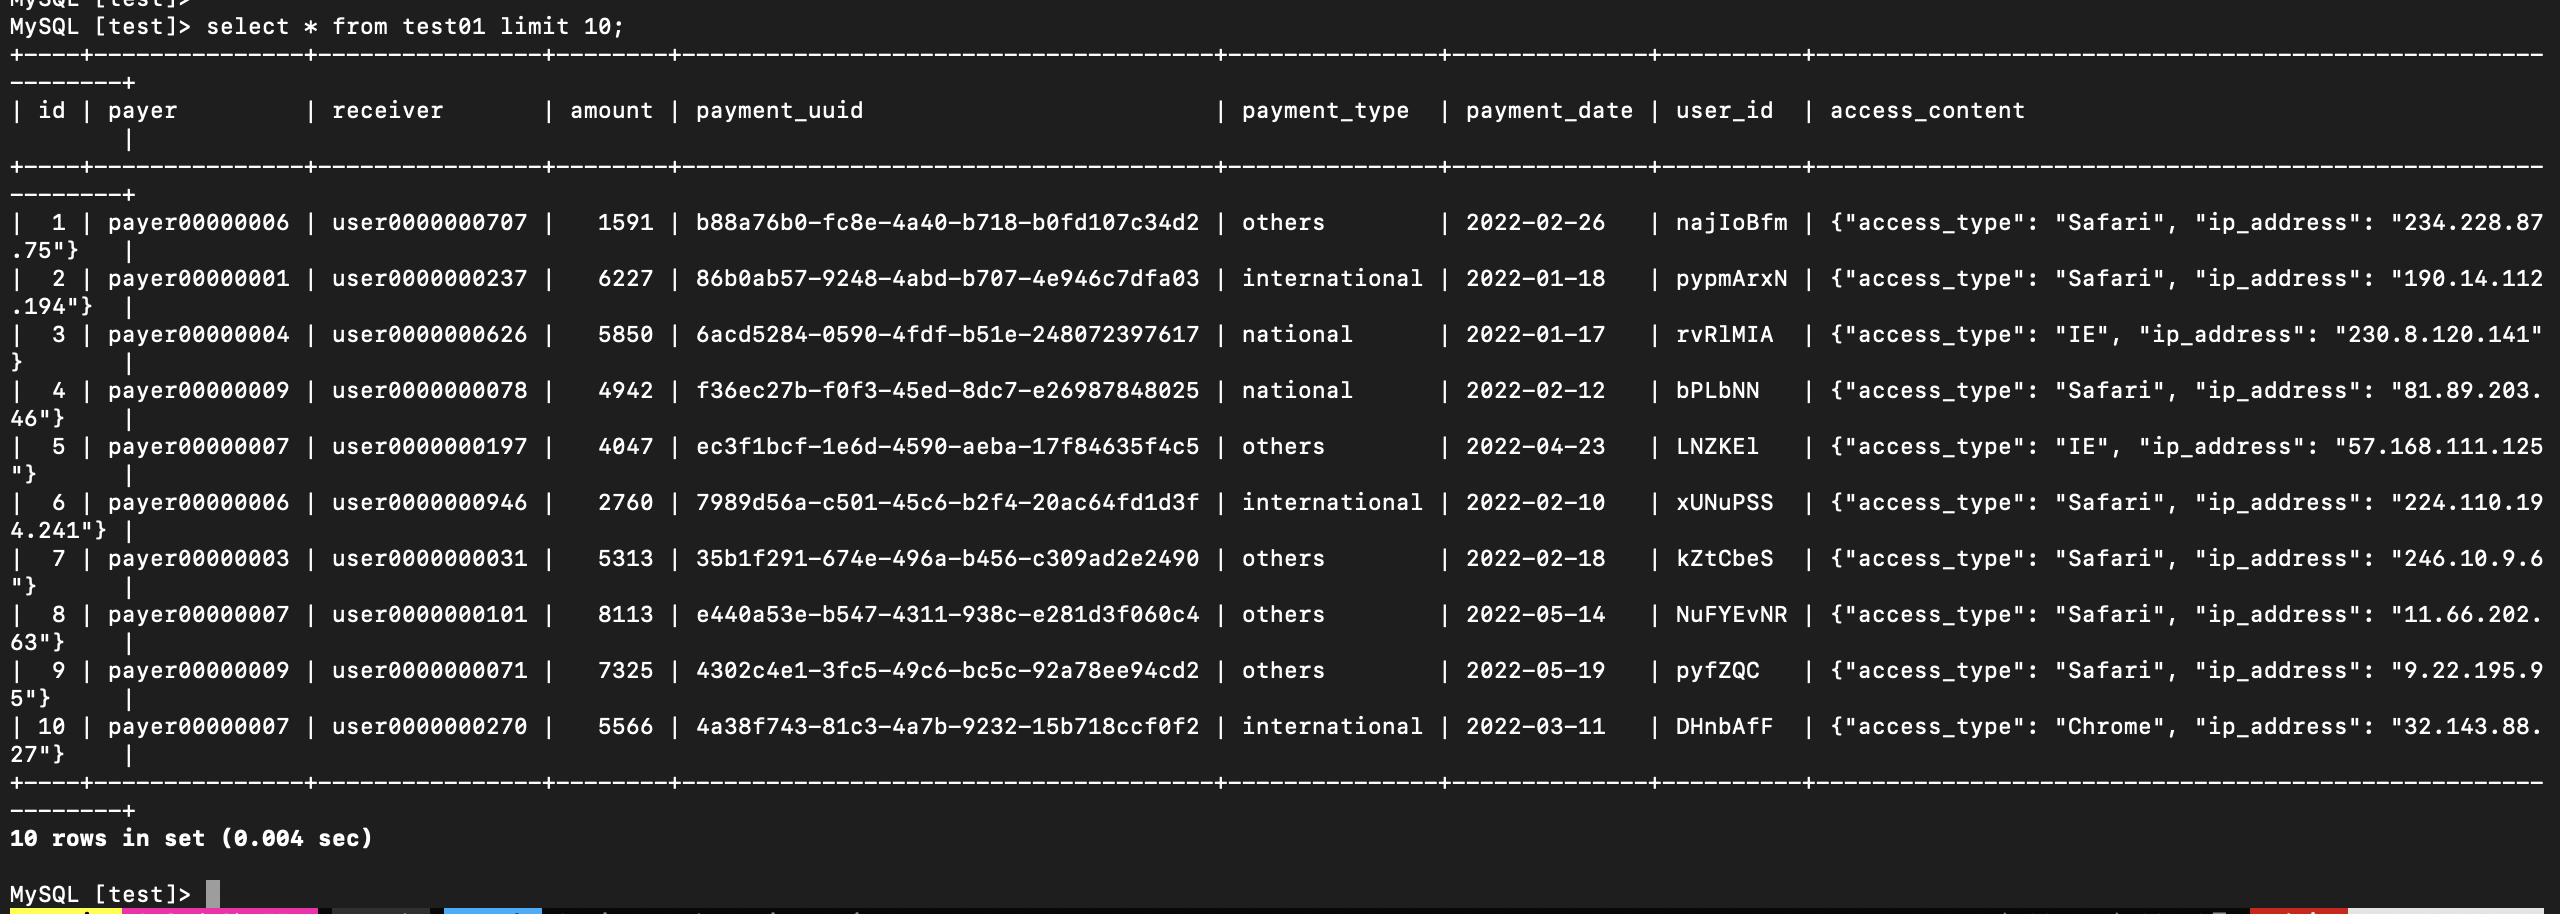 MySQL [test]>
MySQL [test]> select * from test01 limit 10;
+----+---------------+----------------+--------+--------------------------------------+---------------+--------------+----------+----------------------------------------------------
--------+
| id | payer         | receiver       | amount | payment_uuid                         | payment_type  | payment_date | user_id  | access_content
        |
+----+---------------+----------------+--------+--------------------------------------+---------------+--------------+----------+----------------------------------------------------
--------+
|  1 | payer00000006 | user0000000707 |   1591 | b88a76b0-fc8e-4a40-b718-b0fd107c34d2 | others        | 2022-02-26   | najIoBfm | {"access_type": "Safari", "ip_address": "234.228.87
.75"}   |
|  2 | payer00000001 | user0000000237 |   6227 | 86b0ab57-9248-4abd-b707-4e946c7dfa03 | international | 2022-01-18   | pypmArxN | {"access_type": "Safari", "ip_address": "190.14.112
.194"}  |
|  3 | payer00000004 | user0000000626 |   5850 | 6acd5284-0590-4fdf-b51e-248072397617 | national      | 2022-01-17   | rvRlMIA  | {"access_type": "IE", "ip_address": "230.8.120.141"
}       |
|  4 | payer00000009 | user0000000078 |   4942 | f36ec27b-f0f3-45ed-8dc7-e26987848025 | national      | 2022-02-12   | bPLbNN   | {"access_type": "Safari", "ip_address": "81.89.203.
46"}    |
|  5 | payer00000007 | user0000000197 |   4047 | ec3f1bcf-1e6d-4590-aeba-17f84635f4c5 | others        | 2022-04-23   | LNZKEl   | {"access_type": "IE", "ip_address": "57.168.111.125
"}      |
|  6 | payer00000006 | user0000000946 |   2760 | 7989d56a-c501-45c6-b2f4-20ac64fd1d3f | international | 2022-02-10   | xUNuPSS  | {"access_type": "Safari", "ip_address": "224.110.19
4.241"} |
|  7 | payer00000003 | user0000000031 |   5313 | 35b1f291-674e-496a-b456-c309ad2e2490 | others        | 2022-02-18   | kZtCbeS  | {"access_type": "Safari", "ip_address": "246.10.9.6
"}      |
|  8 | payer00000007 | user0000000101 |   8113 | e440a53e-b547-4311-938c-e281d3f060c4 | others        | 2022-05-14   | NuFYEvNR | {"access_type": "Safari", "ip_address": "11.66.202.
63"}    |
|  9 | payer00000009 | user0000000071 |   7325 | 4302c4e1-3fc5-49c6-bc5c-92a78ee94cd2 | others        | 2022-05-19   | pyfZQC   | {"access_type": "Safari", "ip_address": "9.22.195.9
5"}     |
| 10 | payer00000007 | user0000000270 |   5566 | 4a38f743-81c3-4a7b-9232-15b718ccf0f2 | international | 2022-03-11   | DHnbAfF  | {"access_type": "Chrome", "ip_address": "32.143.88.
27"}    |
+----+---------------+----------------+--------+--------------------------------------+---------------+--------------+----------+----------------------------------------------------
--------+
10 rows in set (0.004 sec)
MySQL [test]>